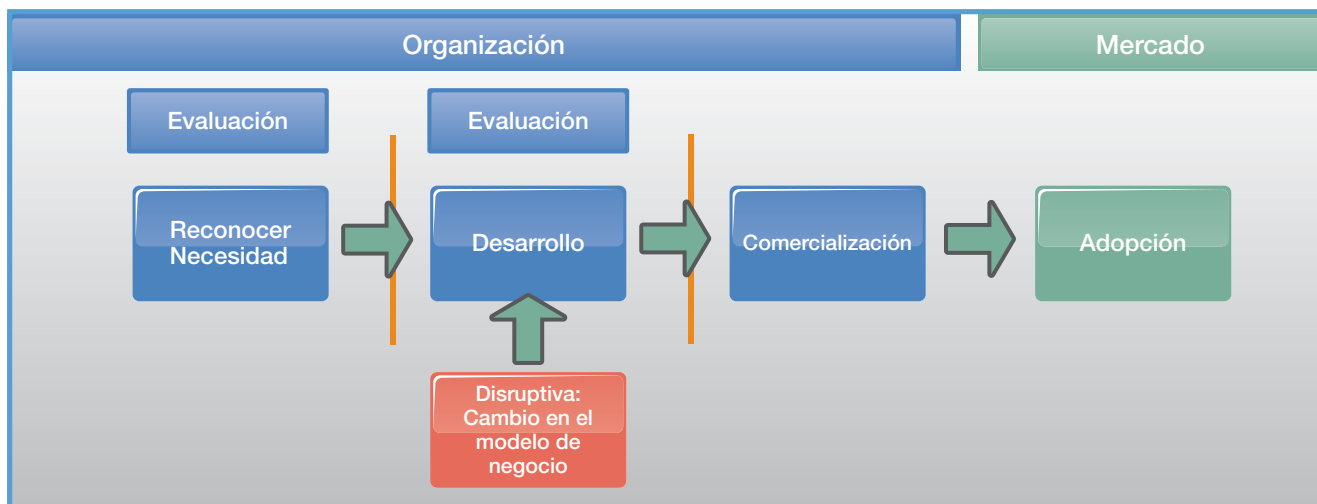 Organización
Mercado
Evaluación
Evaluación
Reconocer
Necesidad
Desarrollo
Comercialización
Adopción
Disruptiva:
Cambio en el
modelo de
negocio